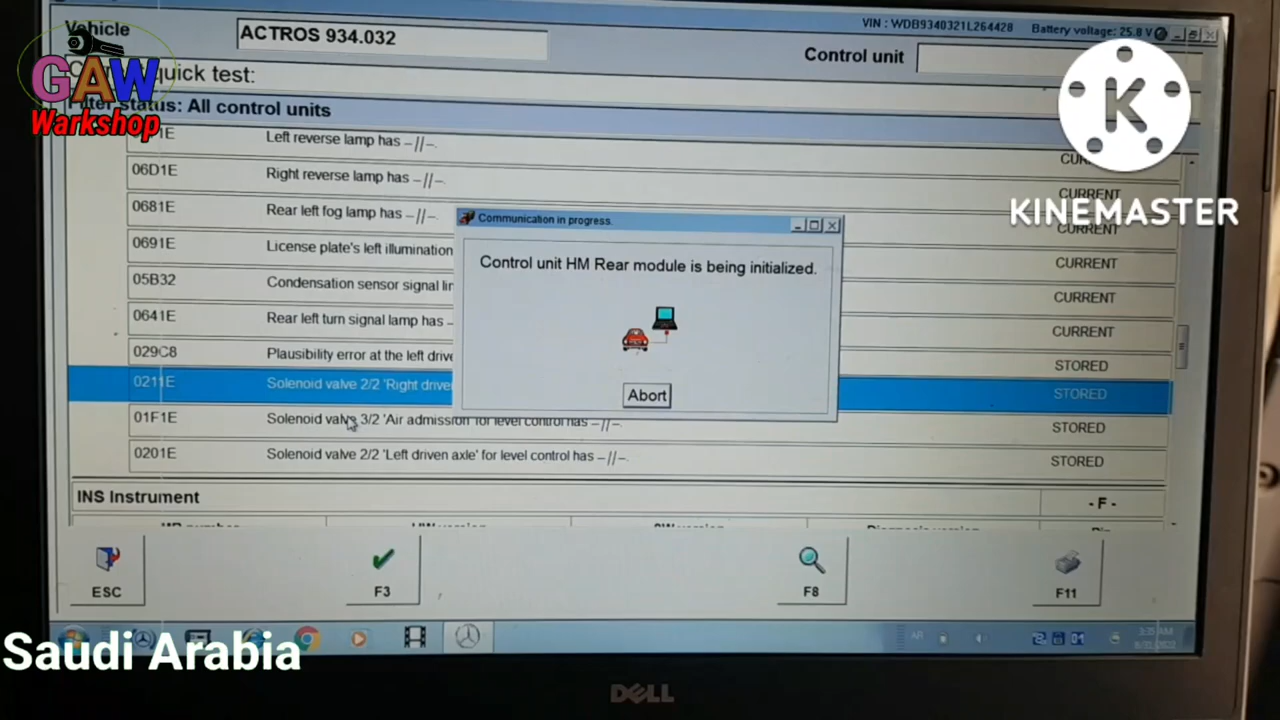 Vehicle
ACTROS 934.032
VIN : WDB9340321L264428
Battery voltage: 25.8 V
Control unit
GAW
Warkshop
quick test:
Filter status: All control units
K
KINEMASTER
Left reverse lamp has –//–.
06D1E Right reverse lamp has –//–. CURRENT
0681E Rear left fog lamp has –//–. CURRENT
0691E License plate's left illumination CURRENT
05B32 Condensation sensor signal CURRENT
0641E Rear left turn signal lamp has CURRENT
029C8 Plausibility error at the left STORED
0211E Solenoid valve 2/2 'Right STORED
01F1E Solenoid valve 3/2 'Air admission' for level control has –//–. STORED
0201E Solenoid valve 2/2 'Left driven axle' for level control has –//–. STORED
Communication in progress.
Control unit HM Rear module is being initialized.
Abort
INS Instrument - F -
ESC
F3
F8
F11
Saudi Arabia
DELL